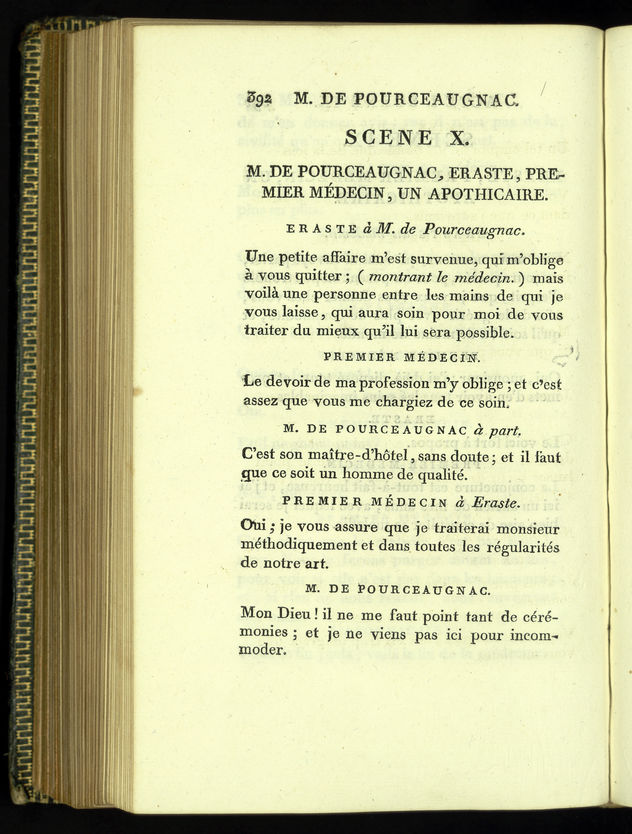 392 M. DE POURCEAUGNAC.
SCENE X.
M. DE POURCEAUGNAC, ERASTE, PRE-
MIER MÉDECIN, UN APOTHICAIRE.
ERASTE à M. de Pourceaugnac.
Une petite affaire m'est survenue, qui m'oblige
à vous quitter ; ( montrant le médecin. ) mais
voilà une personne entre les mains de qui je
vous laisse, qui aura soin pour moi de vous
traiter du mieux qu'il lui sera possible.
PREMIER MÉDECIN.
Le devoir de ma profession m'y oblige ; et c'est
assez que vous me chargiez de ce soin.
M. DE POURCEAUGNAC à part.
C'est son maître-d'hôtel, sans doute ; et il faut
que ce soit un homme de qualité.
PREMIER MÉDECIN à Eraste.
Oui ; je vous assure que je traiterai monsieur
méthodiquement et dans toutes les régularités
de notre art.
M. DE POURCEAUGNAC.
Mon Dieu ! il ne me faut point tant de céré-
monies ; et je ne viens pas ici pour incom-
moder.